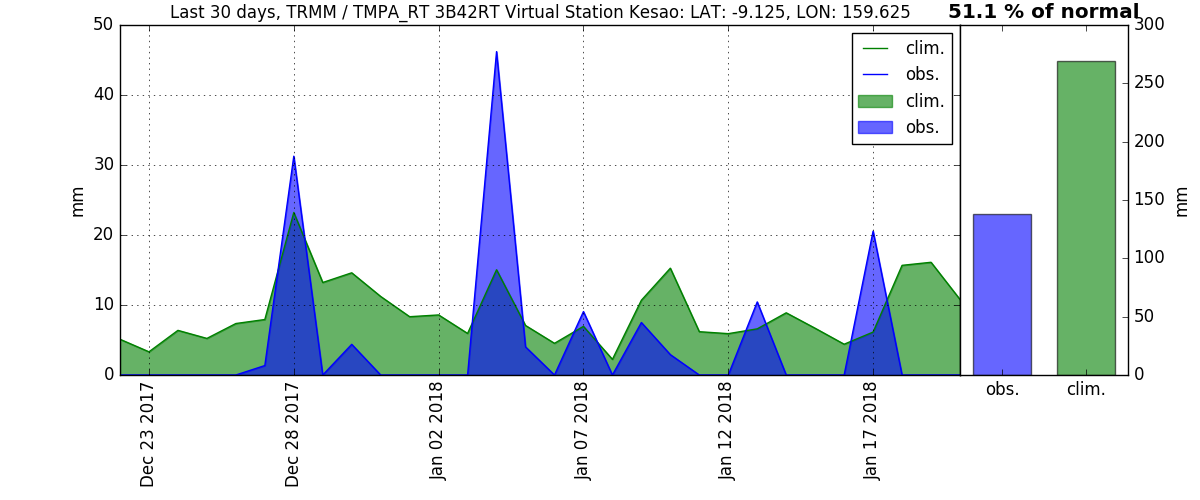 Last 30 days, TRMM / TMPA_RT 3B42RT Virtual Station Kesao: LAT: -9.125, LON: 159.625
51.1 % of normal
50
40
30
20
10
0
mm
clim.
obs.
clim.
obs.
Dec 23 2017
Dec 28 2017
Jan 02 2018
Jan 07 2018
Jan 12 2018
Jan 17 2018
300
250
200
150
100
50
0
mm
obs.
clim.